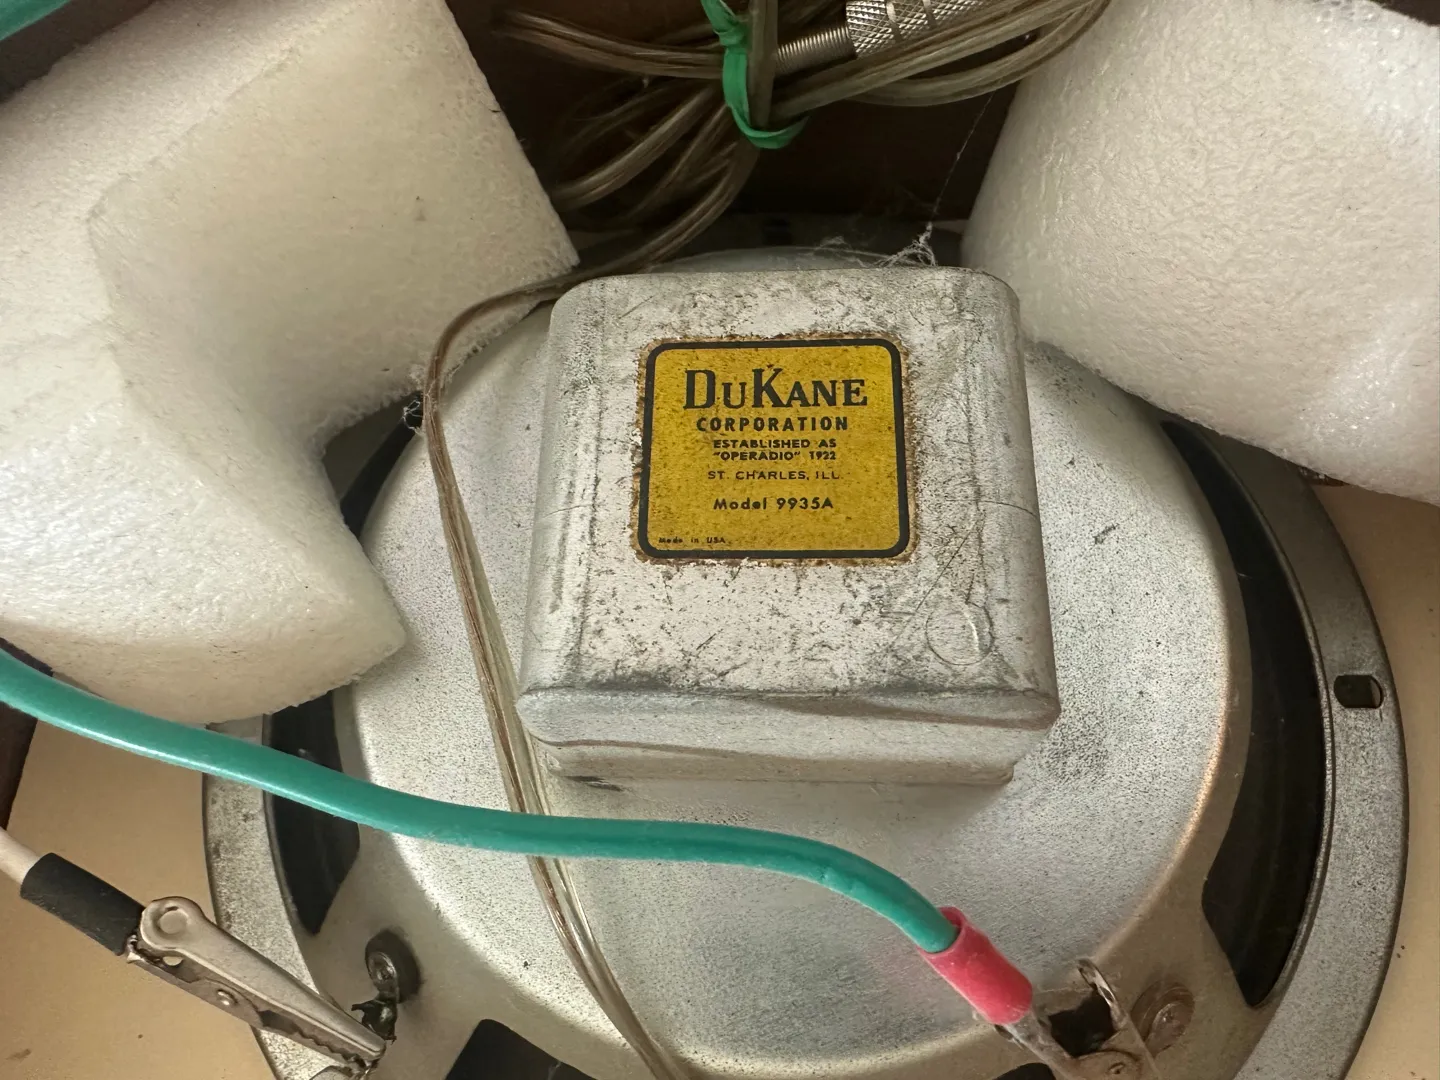 DUKANE
CORPORATION
ESTABLISHED AS
"OPERADIO" 1922
ST. CHARLES, ILL.
Model 9935A
Made in USA